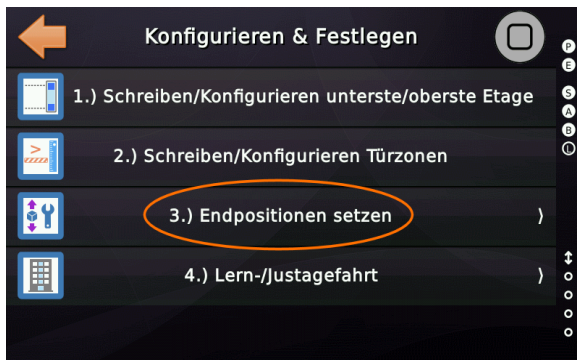 Konfigurieren & Festlegen
1.) Schreiben/Konfigurieren unterste/oberste Etage
2.) Schreiben/Konfigurieren Türzonen
3.) Endpositionen setzen
4.) Lern-/Justagefahrt
P
E
S
A
B
L